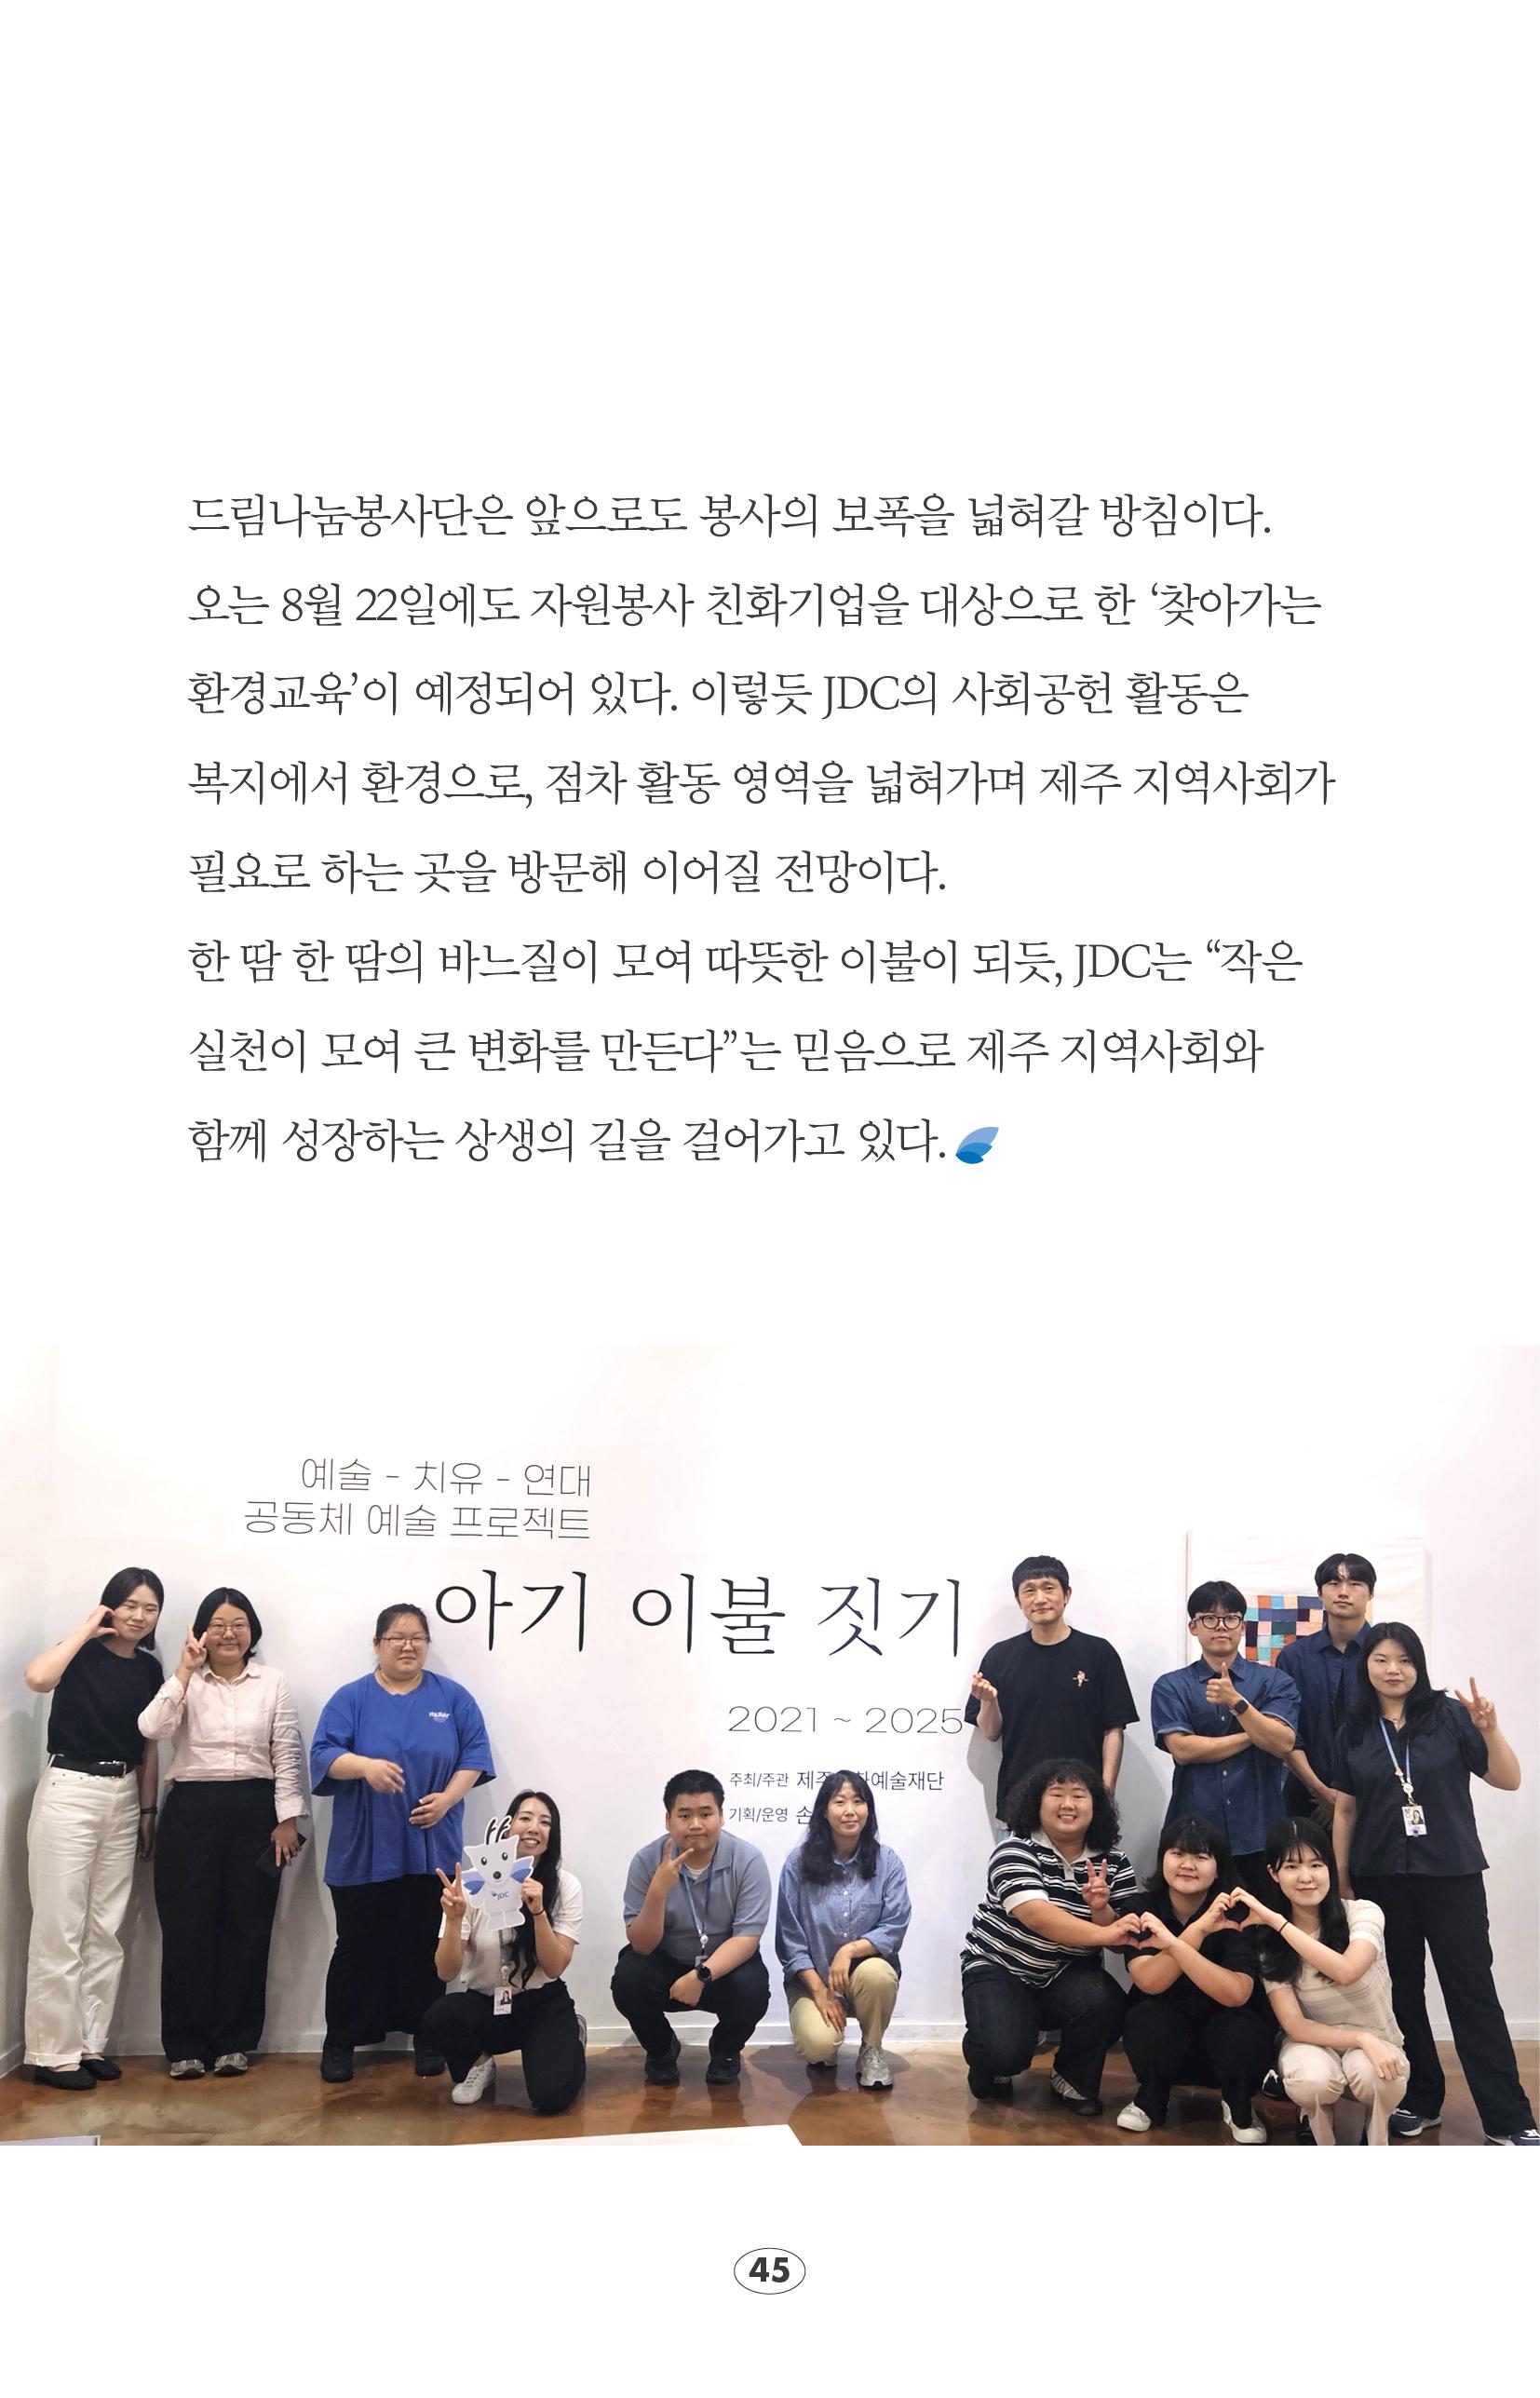 드림나눔봉사단은 앞으로도 봉사의 보폭을 넓혀갈 방침이다.
오는 8월 22일에도 자원봉사 친화기업을 대상으로 한 ‘찾아가는
환경교육’이 예정되어 있다. 이렇듯 JDC의 사회공헌 활동은
복지에서 환경으로, 점차 활동 영역을 넓혀가며 제주 지역사회가
필요로 하는 곳을 방문해 이어질 전망이다.
한 땀 한 땀의 바느질이 모여 따뜻한 이불이 되듯, JDC는 “작은
실천이 모여 큰 변화를 만든다”는 믿음으로 제주 지역사회와
함께 성장하는 상생의 길을 걸어가고 있다.
예술 - 치유 - 연대
공동체 예술 프로젝트
아기 이불 짓기
2021 ~ 2025
주최/주관
기획/운영
JDC
45